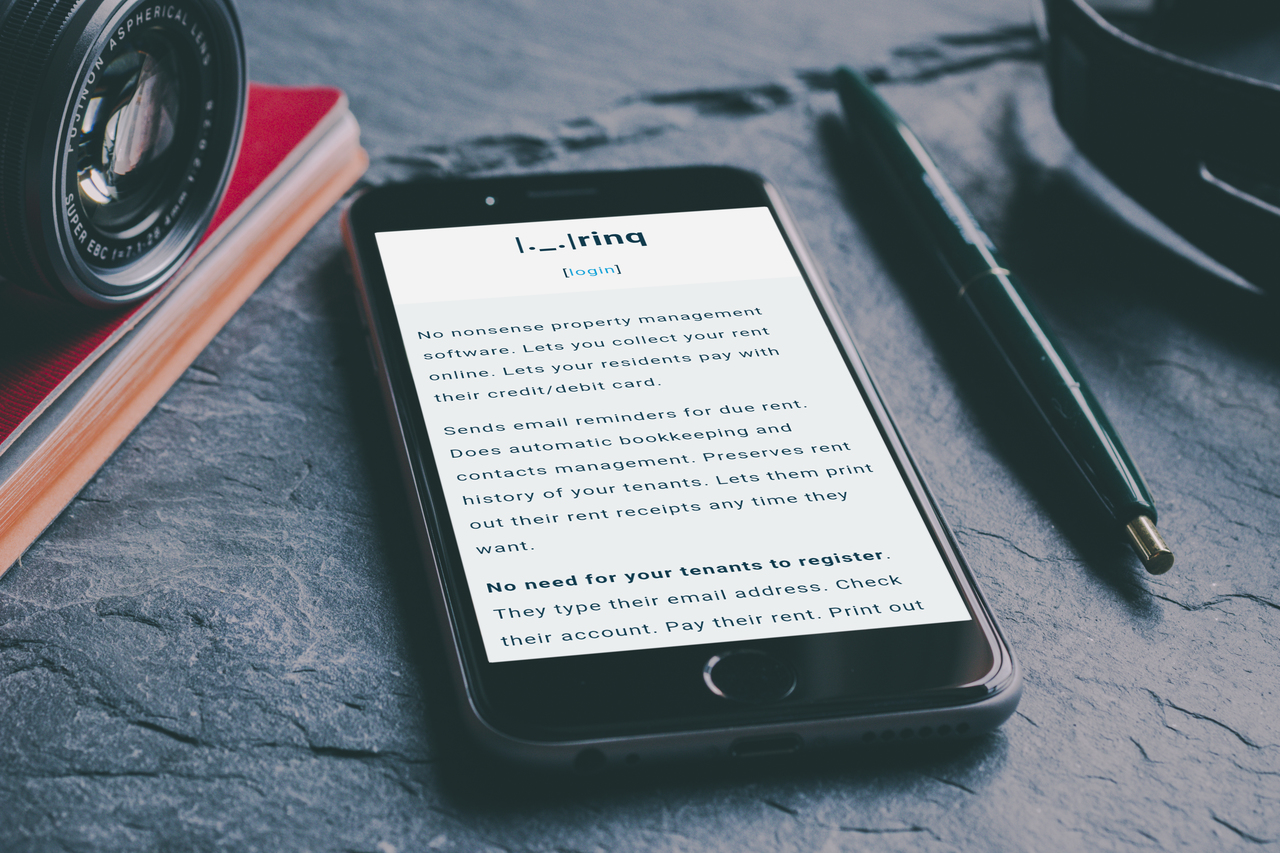 FUJINON ASPHERICAL LENS
SUPER EBC f=7.1-28.4mm
|._.|rinq
[login]
No nonsense property management
software. Lets you collect your rent
online. Lets your residents pay with
their credit/debit card.
Sends email reminders for due rent.
Does automatic bookkeeping and
contacts management. Preserves rent
history of your tenants. Lets them print
out their rent receipts any time they
want.
No need for your tenants to register.
They type their email address. Check
their account. Pay their rent. Print out